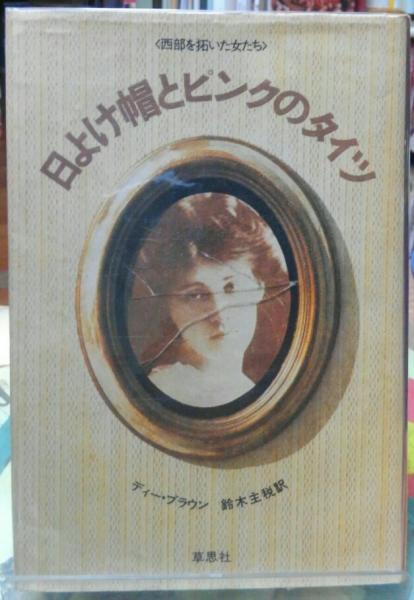 〈西部を拓いた女たち〉
日よけ帽とピンクのタイツ
ディー・ブラウン 鈴木主税訳
草思社